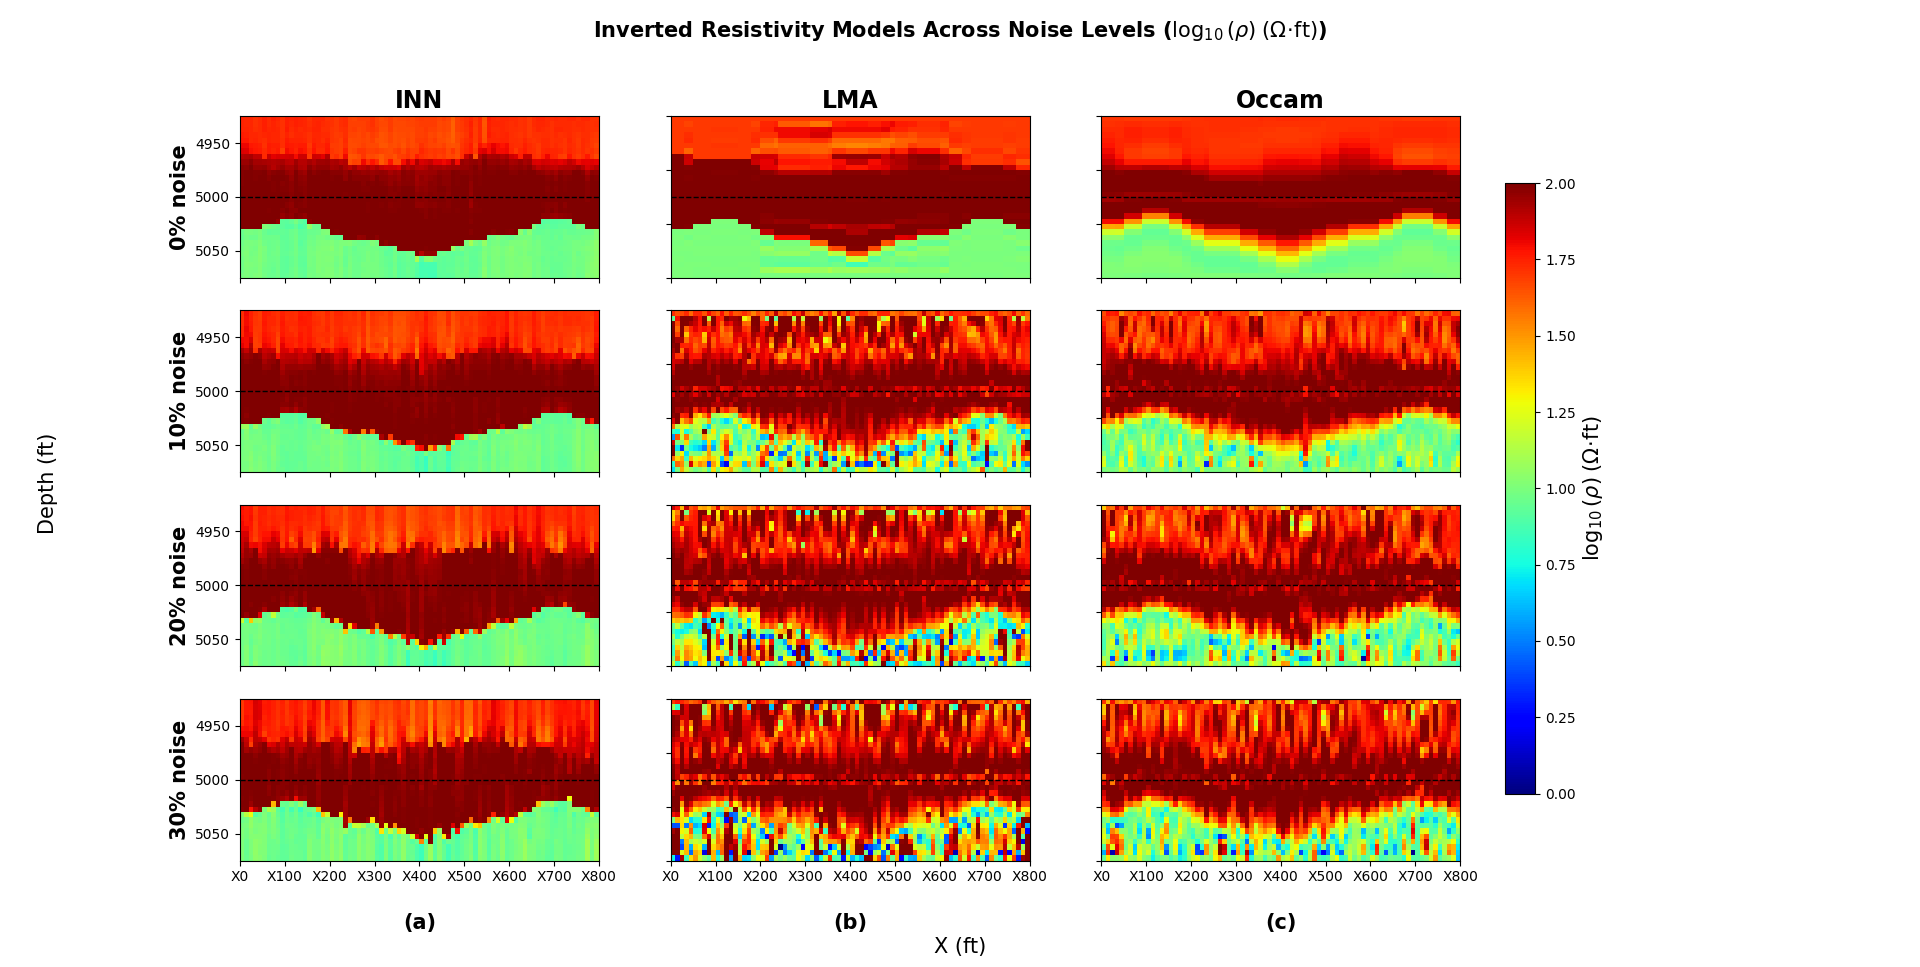 Inverted Resistivity Models Across Noise Levels (log₁₀ (ρ) (Ω·ft))
INN
LMA
Occam
0% noise
4950
5000
5050
10% noise
4950
5000
5050
20% noise
4950
5000
5050
30% noise
4950
5000
5050
X0 X100 X200 X300 X400 X500 X600 X700 X800
X0 X100 X200 X300 X400 X500 X600 X700 X800
X0 X100 X200 X300 X400 X500 X600 X700 X800
(a)
(b)
(c)
X (ft)
Depth (ft)
2.00
1.75
1.50
1.25
1.00
0.75
0.50
0.25
0.00
log₁₀ (ρ) (Ω·ft)